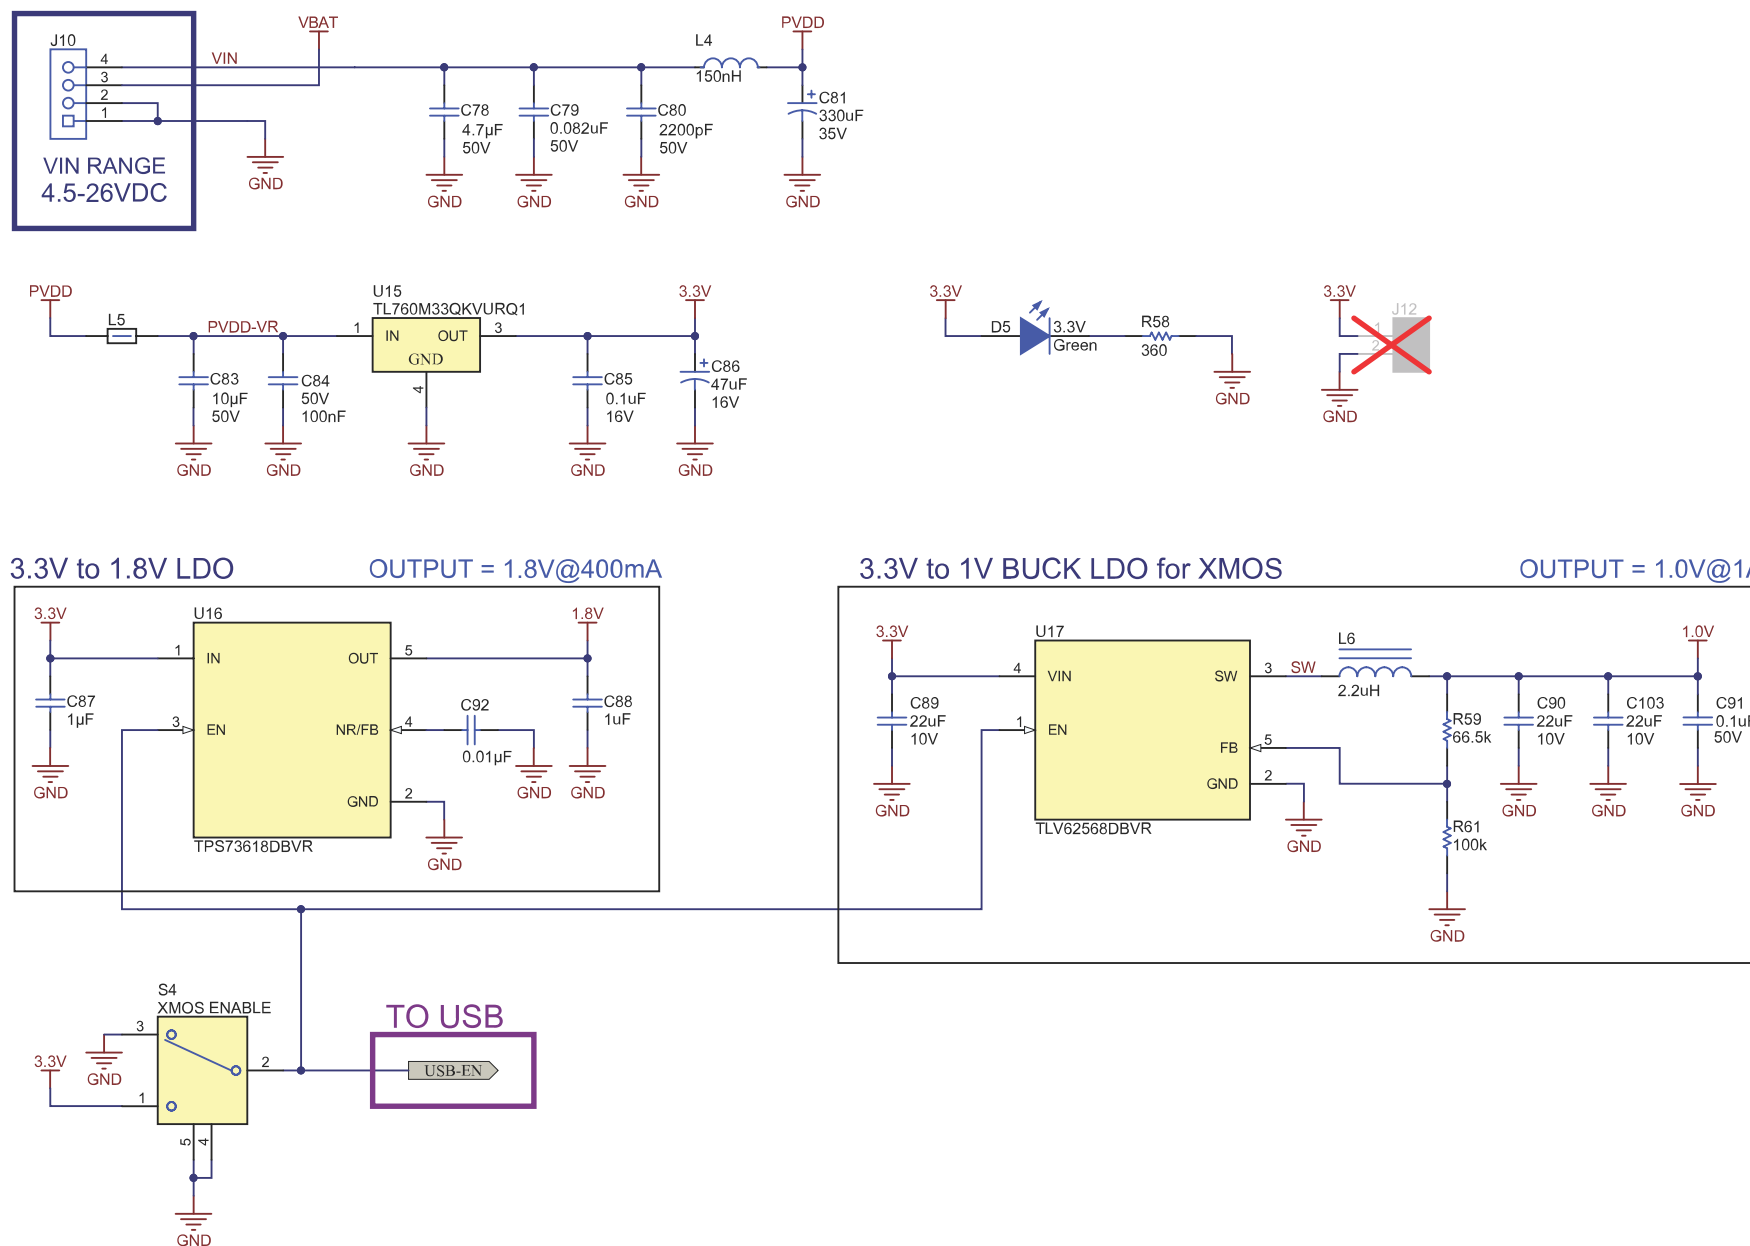 VBAT
PVDD
J10
4
VIN
L4
3
150nH
2
1
C78
4.7µF
50V
C79
0.082uF
50V
C80
2200pF
50V
+
C81
330uF
35V
VIN RANGE
4.5-26VDC
GND
GND
GND
GND
GND
PVDD
L5
PVDD-VR
U15
TL760M33QKVURQ1
1
IN
OUT
3
GND
4
3.3V
C83
10µF
50V
C84
50V
100nF
C85
0.1uF
16V
+
C86
47uF
16V
GND
GND
GND
GND
GND
3.3V
D5
3.3V
Green
R58
360
GND
3.3V
J12
1
2
GND
3.3V to 1.8V LDO
OUTPUT = 1.8V@400mA
3.3V
U16
1.8V
1
IN
OUT
5
C87
1µF
3
EN
NR/FB
4
C92
0.01µF
C88
1uF
GND
GND
GND
GND
2
GND
TPS73618DBVR
3.3V to 1V BUCK LDO for XMOS
OUTPUT = 1.0V@1A
3.3V
U17
L6
1.0V
4
VIN
SW
3
SW
2.2uH
C89
22uF
10V
1
EN
FB
5
R59
66.5k
C90
22uF
10V
C103
22uF
10V
C91
0.1uF
50V
GND
2
GND
GND
GND
GND
TLV62568DBVR
GND
R61
100k
GND
S4
XMOS ENABLE
3
3.3V
GND
2
1
5
4
GND
TO USB
USB-EN